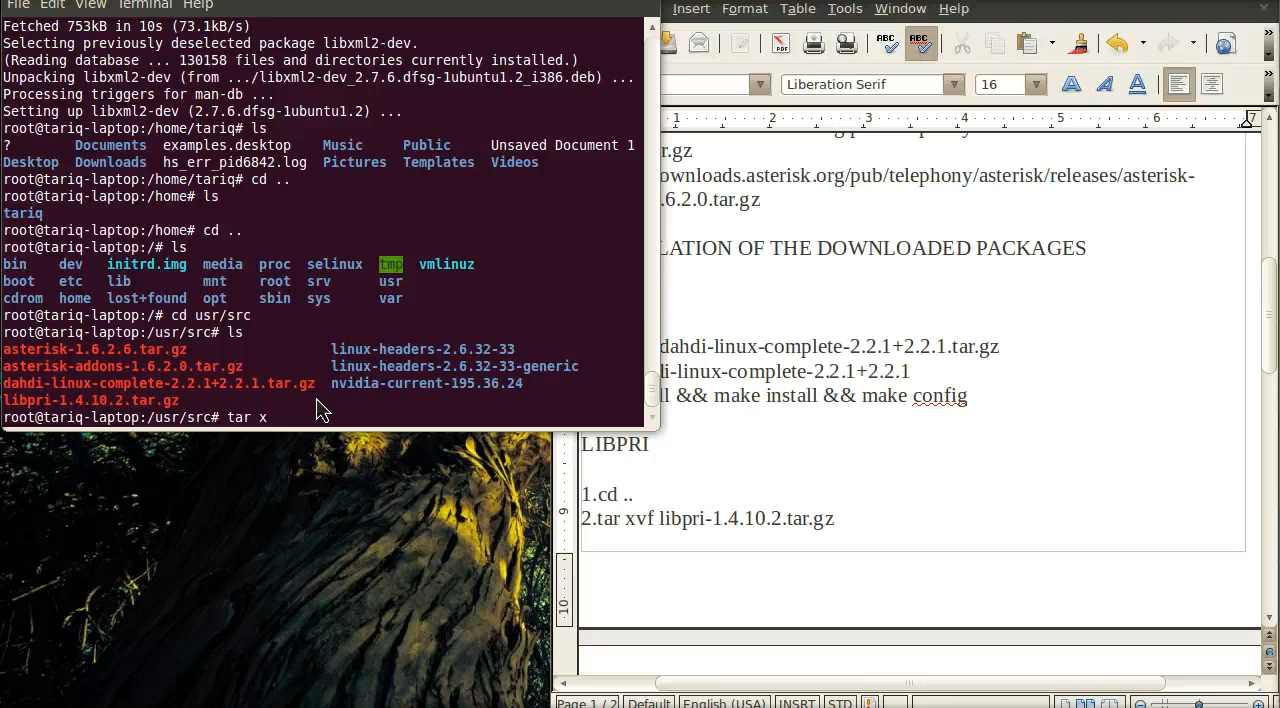 File Edit View Terminal Help
Fetched 753kB in 10s (73.1kB/s)
Selecting previously deselected package libxml2-dev.
(Reading database ... 130158 files and directories currently installed.)
Unpacking libxml2-dev (from .../libxml2-dev_2.7.6.dfsg-1ubuntu1.2_i386.deb) ...
Processing triggers for man-db ...
Setting up libxml2-dev (2.7.6.dfsg-1ubuntu1.2) ...
root@tariq-laptop:/home/tariq# ls
? Documents examples.desktop Music Public Unsaved Document 1
Desktop Downloads hs_err_pid6842.log Pictures Templates Videos
root@tariq-laptop:/home/tariq# cd ..
root@tariq-laptop:/home# ls
tariq
root@tariq-laptop:/home# cd ..
root@tariq-laptop:/# ls
bin dev initrd.img media proc selinux tmp vmlinuz
boot etc lib mnt root srv usr
cdrom home lost+found opt sbin sys var
root@tariq-laptop:/# cd usr/src
root@tariq-laptop:/usr/src# ls
asterisk-1.6.2.6.tar.gz linux-headers-2.6.32-33
asterisk-addons-1.6.2.0.tar.gz linux-headers-2.6.32-33-generic
dahdi-linux-complete-2.2.1+2.2.1.tar.gz nvidia-current-195.36.24
libpri-1.4.10.2.tar.gz
root@tariq-laptop:/usr/src# tar x
Insert Format Table Tools Window Help
ABC ABC
PDF
Liberation Serif 16
1 2 3 4 5 6 7
r.gz
ownloads.asterisk.org/pub/telephony/asterisk/releases/asterisk-
.6.2.0.tar.gz
LATION OF THE DOWNLOADED PACKAGES
dahdi-linux-complete-2.2.1+2.2.1.tar.gz
di-linux-complete-2.2.1+2.2.1
ll && make install && make config
LIBPRI
1.cd ..
2.tar xvf libpri-1.4.10.2.tar.gz
9
10
Page 1 / 2 Default English (USA) INSRT STD